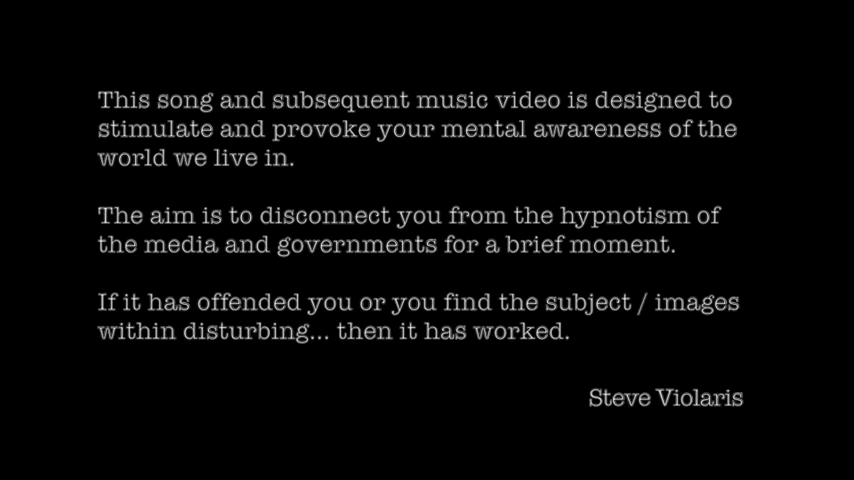 This song and subsequent music video is designed to
stimulate and provoke your mental awareness of the
world we live in.
The aim is to disconnect you from the hypnotism of
the media and governments for a brief moment.
If it has offended you or you find the subject / images
within disturbing... then it has worked.
Steve Violaris